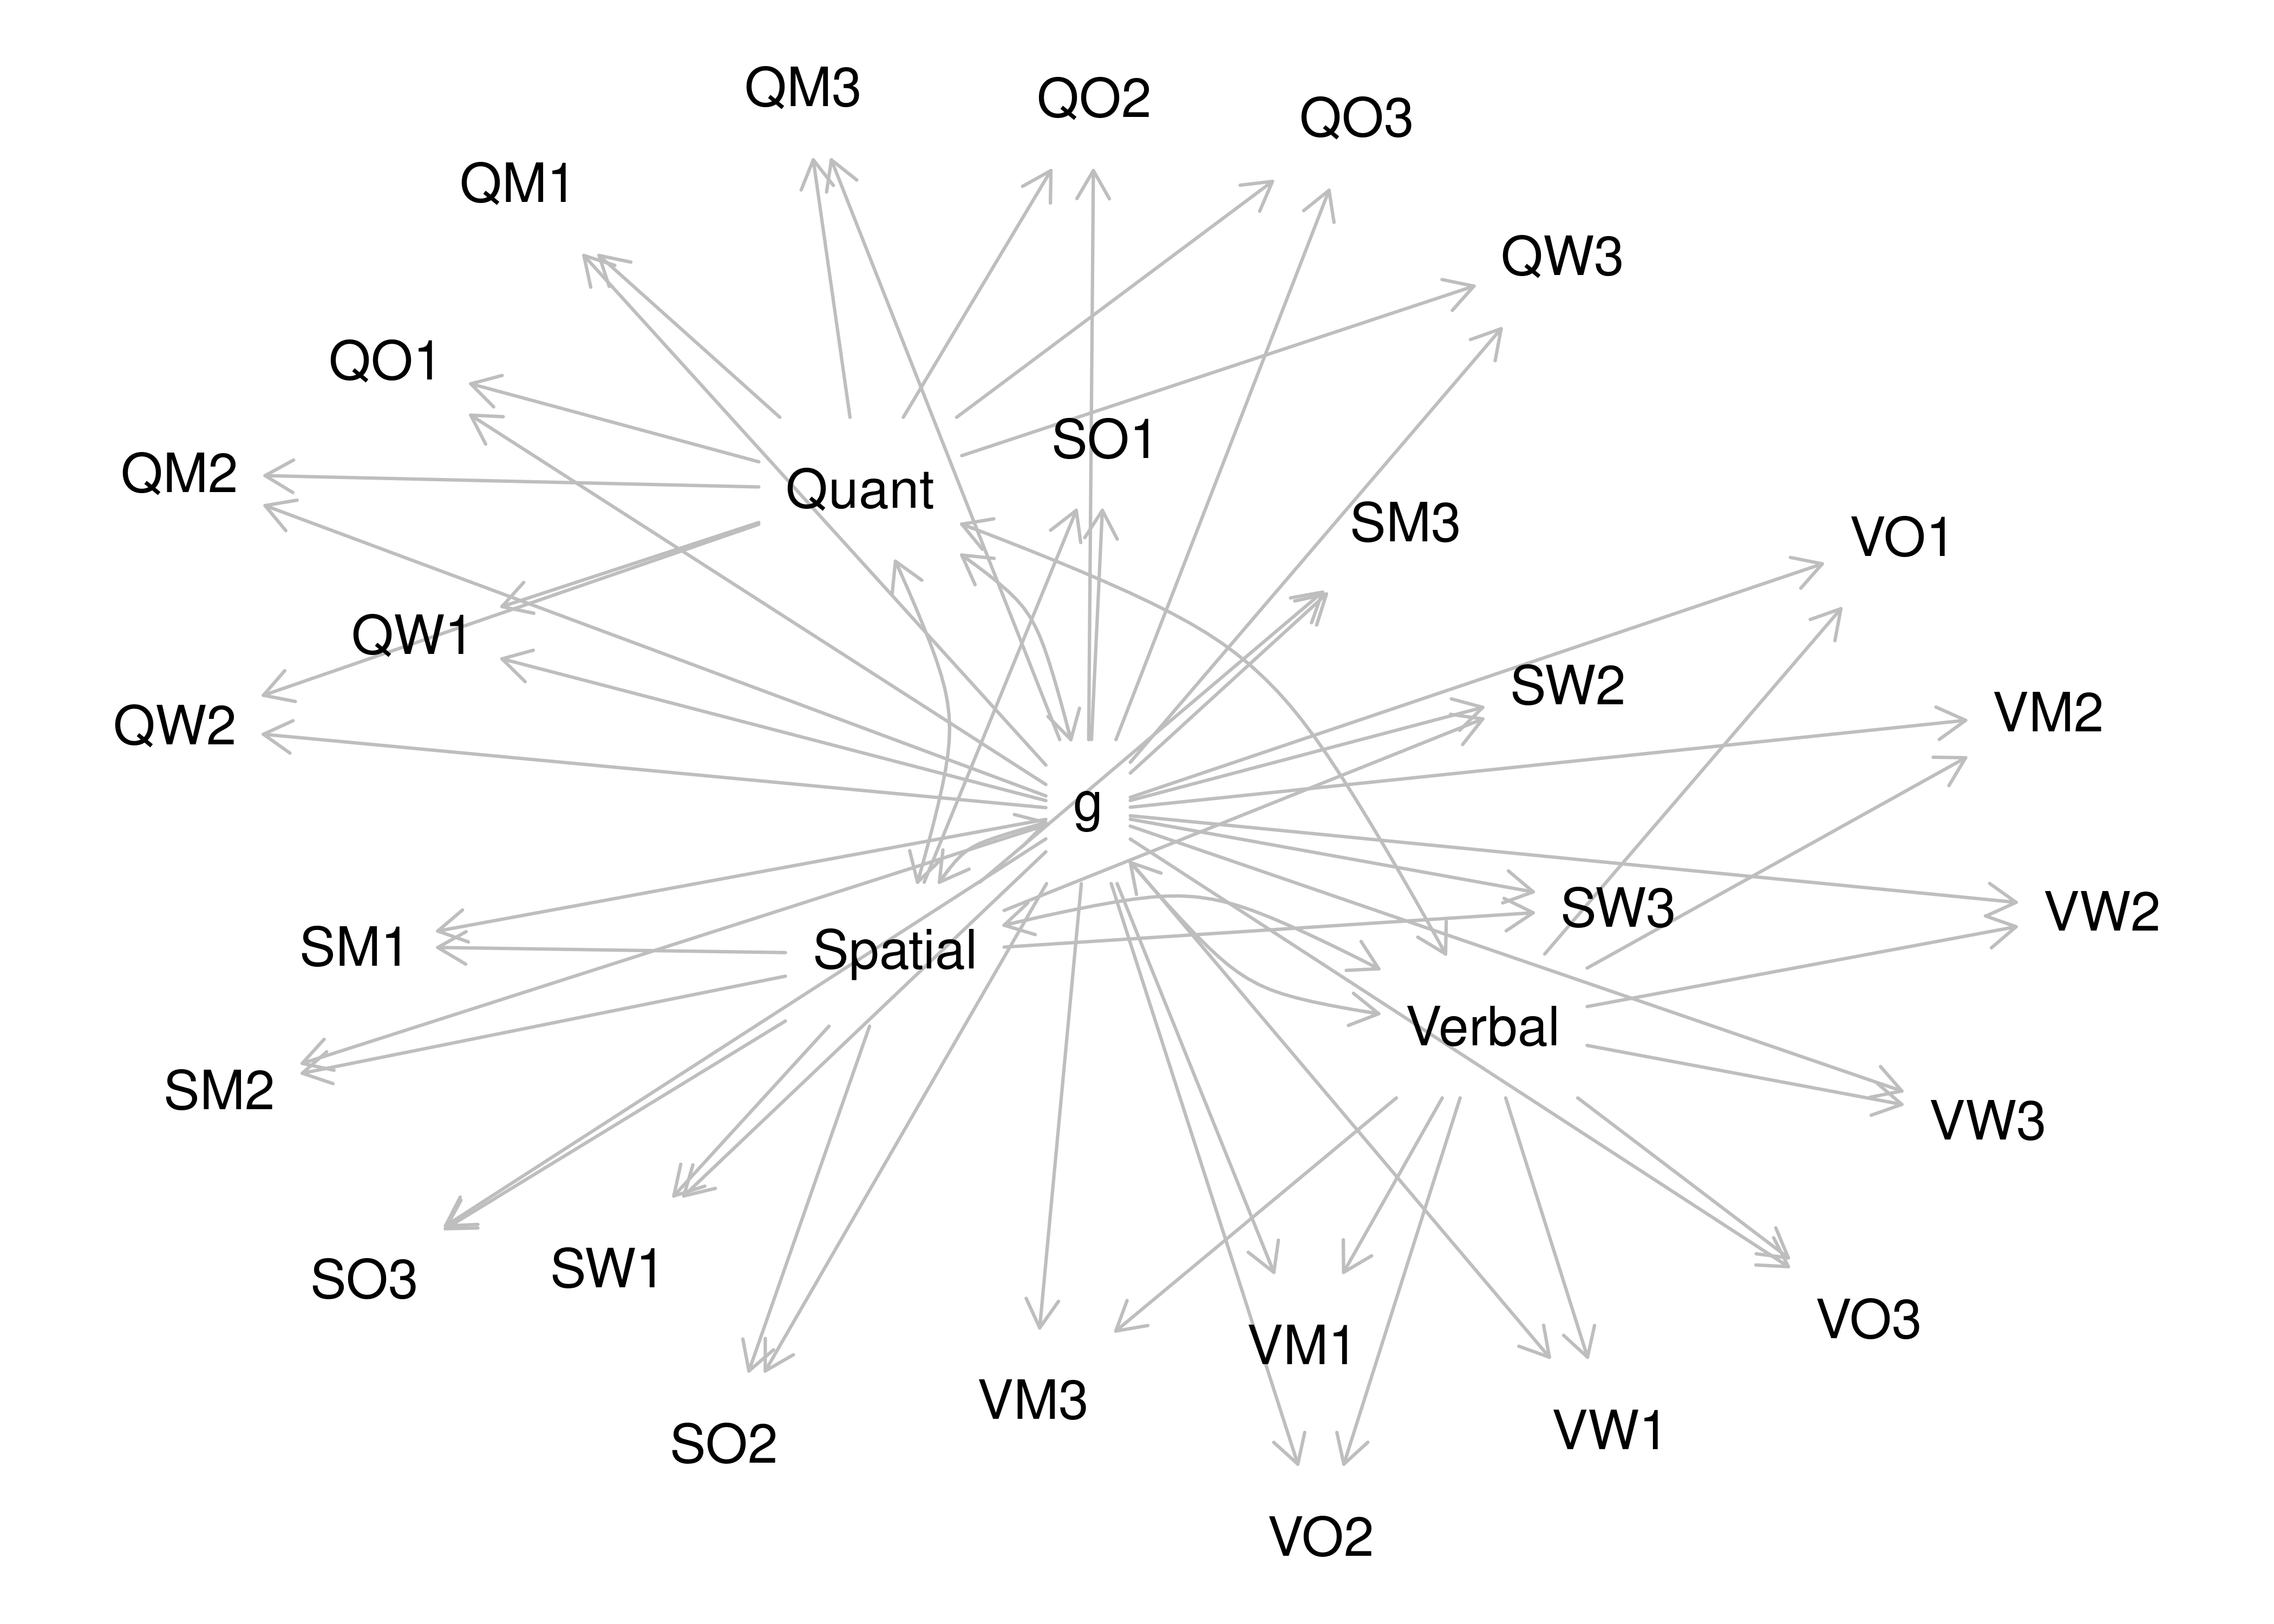 QM3
QO2
QO3
QM1
QW3
QO1
SO1
QM2
Quant
SM3
VO1
QW1
SW2
VM2
QW2
g
SW3
VW2
SM1
Spatial
Verbal
SM2
VW3
SO3
SW1
VO3
VM1
VM3
VW1
SO2
VO2